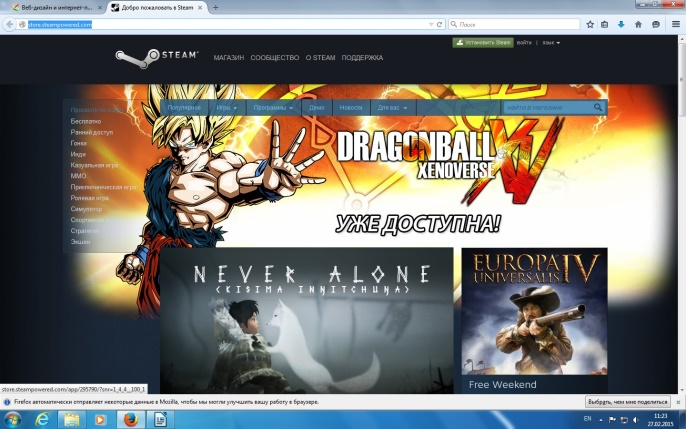 Веб-дизайн и интернет-п...
Добро пожаловать в Steam
store.steampowered.com
Поиск
Установить Steam войти | язык
STEAM
МАГАЗИН СООБЩЕСТВО О STEAM ПОДДЕРЖКА
Популярное Игры Программы Демо Новости Для вас найти в магазине
Бесплатно
Ранний доступ
Гонка
Инди
Казуальная игра
MMO
Приключенческая игра
Ролевая игра
Симулятор
Стратегия
Экшен
DRAGONBALL XV
XENOVERSE
УЖЕ ДОСТУПНА!
NEVER ALONE
(KISIMA INNITCHUNA)
EUROPA
UNIVERSALIS IV
Free Weekend
store.steampowered.com/app/295790/?snr=1_4_4__100_1
Firefox автоматически отправляет некоторые данные в Mozilla, чтобы мы могли улучшить вашу работу в браузере.
Выбрать, чем мне поделиться
EN
11:23
27.02.2015